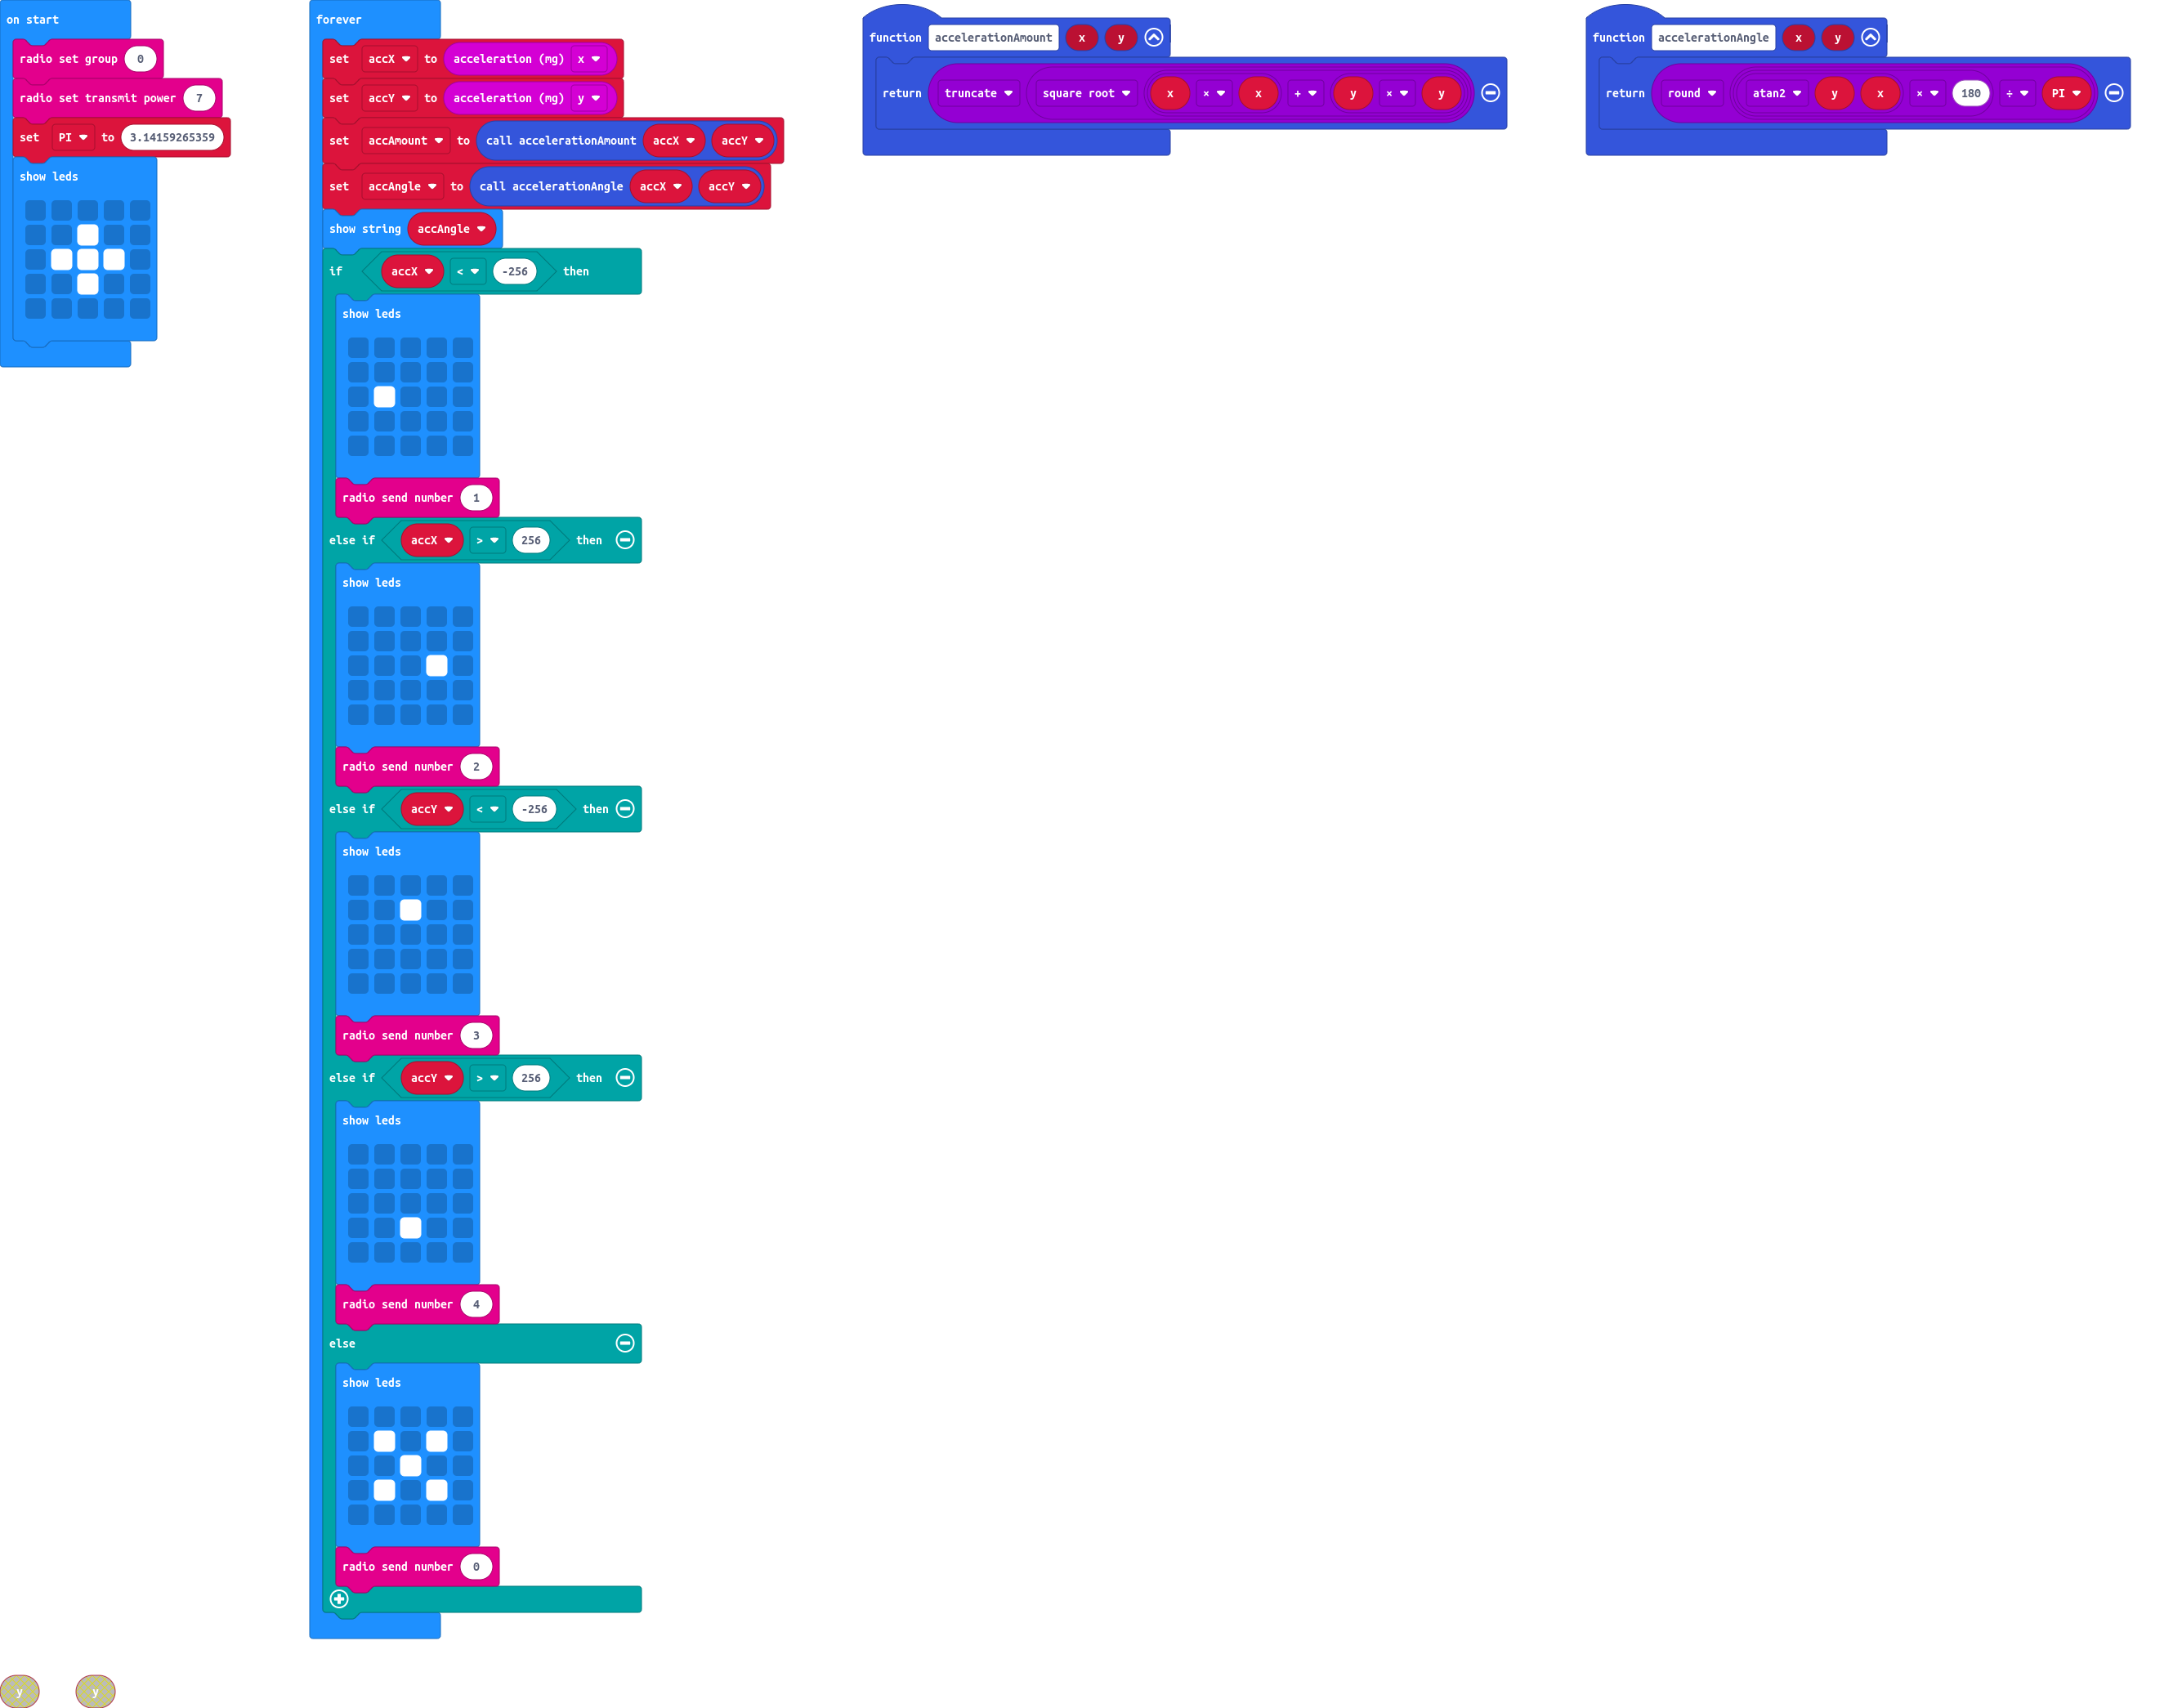 on start
radio set group 0
radio set transmit power 7
set PI to 3.14159265359
show leds
forever
set accX to acceleration (mg) x
set accY to acceleration (mg) y
set accAmount to call accelerationAmount accX accY
set accAngle to call accelerationAngle accX accY
show string accAngle
if accX < -256 then
show leds
radio send number 1
else if accX > 256 then
show leds
radio send number 2
else if accY < -256 then
show leds
radio send number 3
else if accY > 256 then
show leds
radio send number 4
else
show leds
radio send number 0
function accelerationAmount x y
return truncate square root x × x + y × y
function accelerationAngle x y
return round atan2 y x × 180 ÷ PI
y y